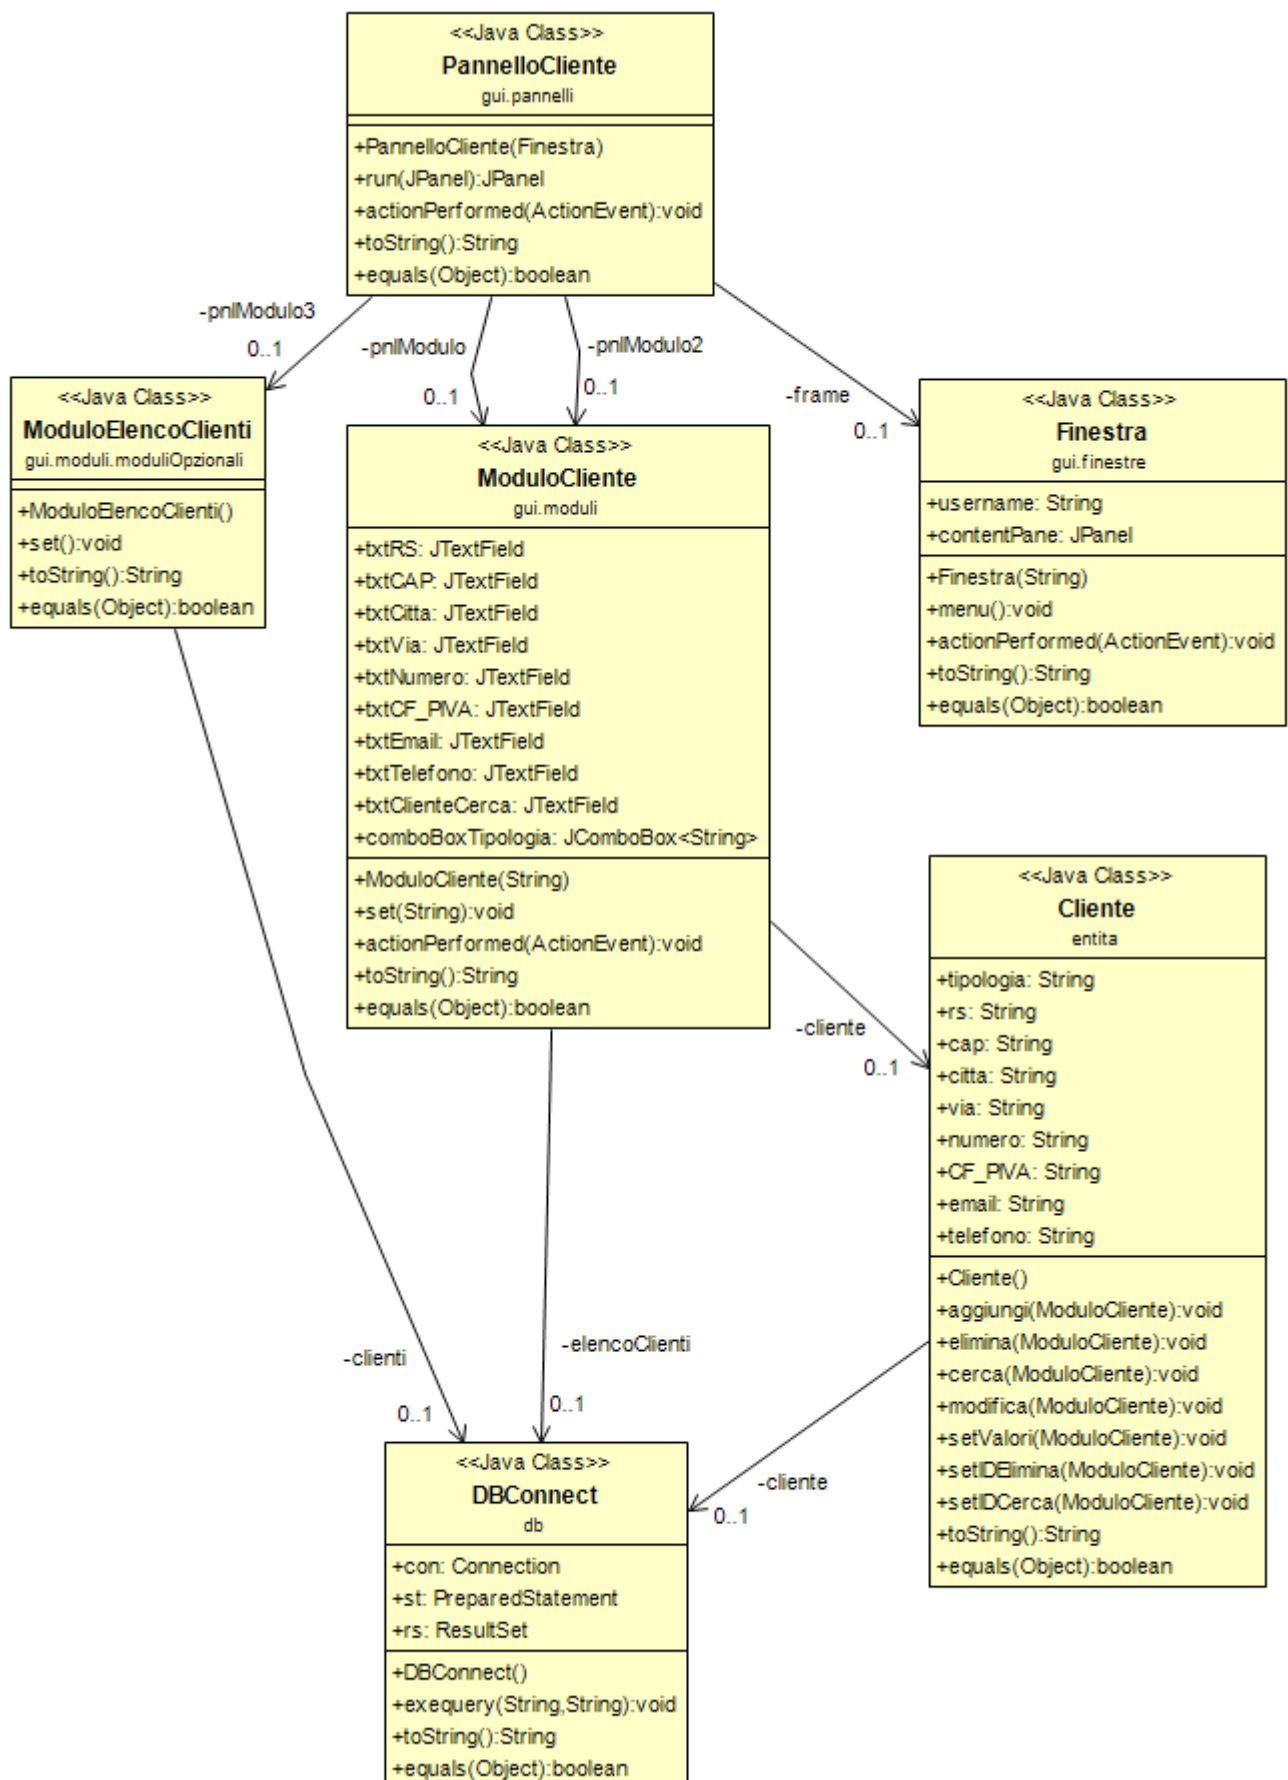 <<Java Class>>
PannelloCliente
gui.pannelli
+PannelloCliente(Finestra)
+run(JPanel):JPanel
+actionPerformed(ActionEvent):void
+toString():String
+equals(Object):boolean
-pnlModulo3
0..1
-pnlModulo
0..1
-pnlModulo2
0..1
-frame
0..1
<<Java Class>>
ModuloElencoClienti
gui.moduli.moduliOpzionali
+ModuloElencoClienti()
+set():void
+toString():String
+equals(Object):boolean
<<Java Class>>
ModuloCliente
gui.moduli
+txtRS: JTextField
+txtCAP: JTextField
+txtCitta: JTextField
+txtVia: JTextField
+txtNumero: JTextField
+txtCF_PIVA: JTextField
+txtEmail: JTextField
+txtTelefono: JTextField
+txtClienteCerca: JTextField
+comboBoxTipologia: JComboBox<String>
+ModuloCliente(String)
+set(String):void
+actionPerformed(ActionEvent):void
+toString():String
+equals(Object):boolean
<<Java Class>>
Finestra
gui.finestre
+username: String
+contentPane: JPanel
+Finestra(String)
+menu():void
+actionPerformed(ActionEvent):void
+toString():String
+equals(Object):boolean
-cliente
0..1
<<Java Class>>
Cliente
entita
+tipologia: String
+rs: String
+cap: String
+citta: String
+via: String
+numero: String
+CF_PIVA: String
+email: String
+telefono: String
+Cliente()
+aggiungi(ModuloCliente):void
+elimina(ModuloCliente):void
+cerca(ModuloCliente):void
+modifica(ModuloCliente):void
+setValori(ModuloCliente):void
+setIDElimina(ModuloCliente):void
+setIDCerca(ModuloCliente):void
+toString():String
+equals(Object):boolean
-clienti
0..1
-elencoClienti
0..1
-cliente
0..1
<<Java Class>>
DBConnect
db
+con: Connection
+st: PreparedStatement
+rs: ResultSet
+DBConnect()
+exequery(String,String):void
+toString():String
+equals(Object):boolean